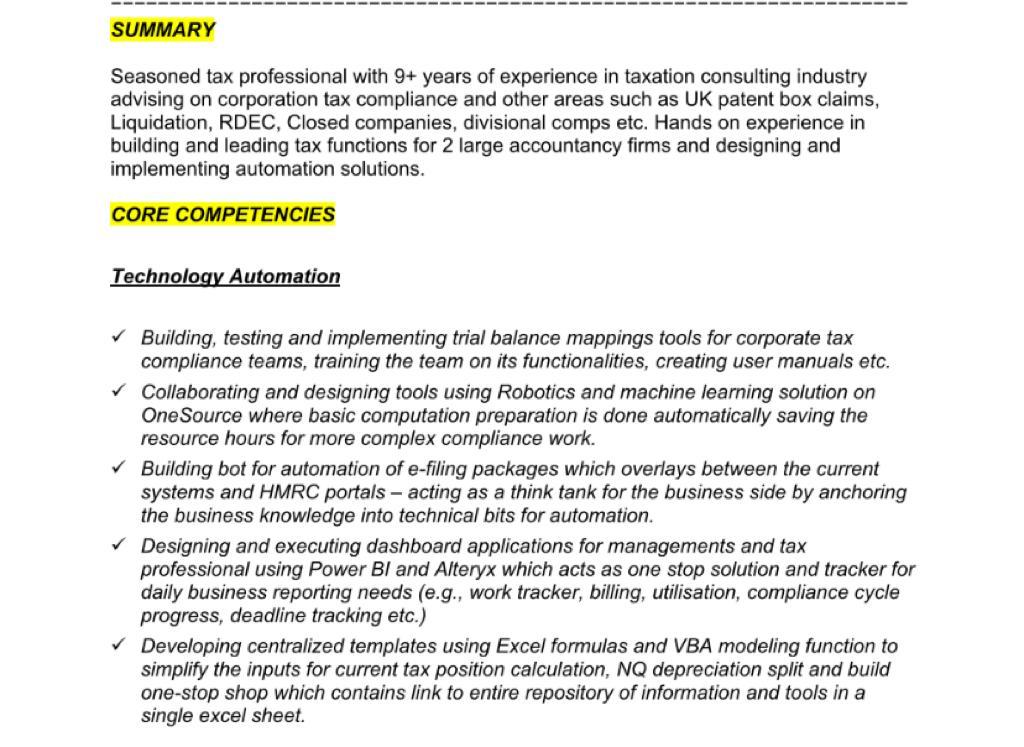 SUMMARY
Seasoned tax professional with 9+ years of experience in taxation consulting industry
advising on corporation tax compliance and other areas such as UK patent box claims,
Liquidation, RDEC, Closed companies, divisional comps etc. Hands on experience in
building and leading tax functions for 2 large accountancy firms and designing and
implementing automation solutions.
CORE COMPETENCIES
Technology Automation
✓ Building, testing and implementing trial balance mappings tools for corporate tax
compliance teams, training the team on its functionalities, creating user manuals etc.
✓ Collaborating and designing tools using Robotics and machine learning solution on
OneSource where basic computation preparation is done automatically saving the
resource hours for more complex compliance work.
✓ Building bot for automation of e-filing packages which overlays between the current
systems and HMRC portals – acting as a think tank for the business side by anchoring
the business knowledge into technical bits for automation.
✓ Designing and executing dashboard applications for managements and tax
professional using Power BI and Alteryx which acts as one stop solution and tracker for
daily business reporting needs (e.g., work tracker, billing, utilisation, compliance cycle
progress, deadline tracking etc.)
✓ Developing centralized templates using Excel formulas and VBA modeling function to
simplify the inputs for current tax position calculation, NQ depreciation split and build
one-stop shop which contains link to entire repository of information and tools in a
single excel sheet.